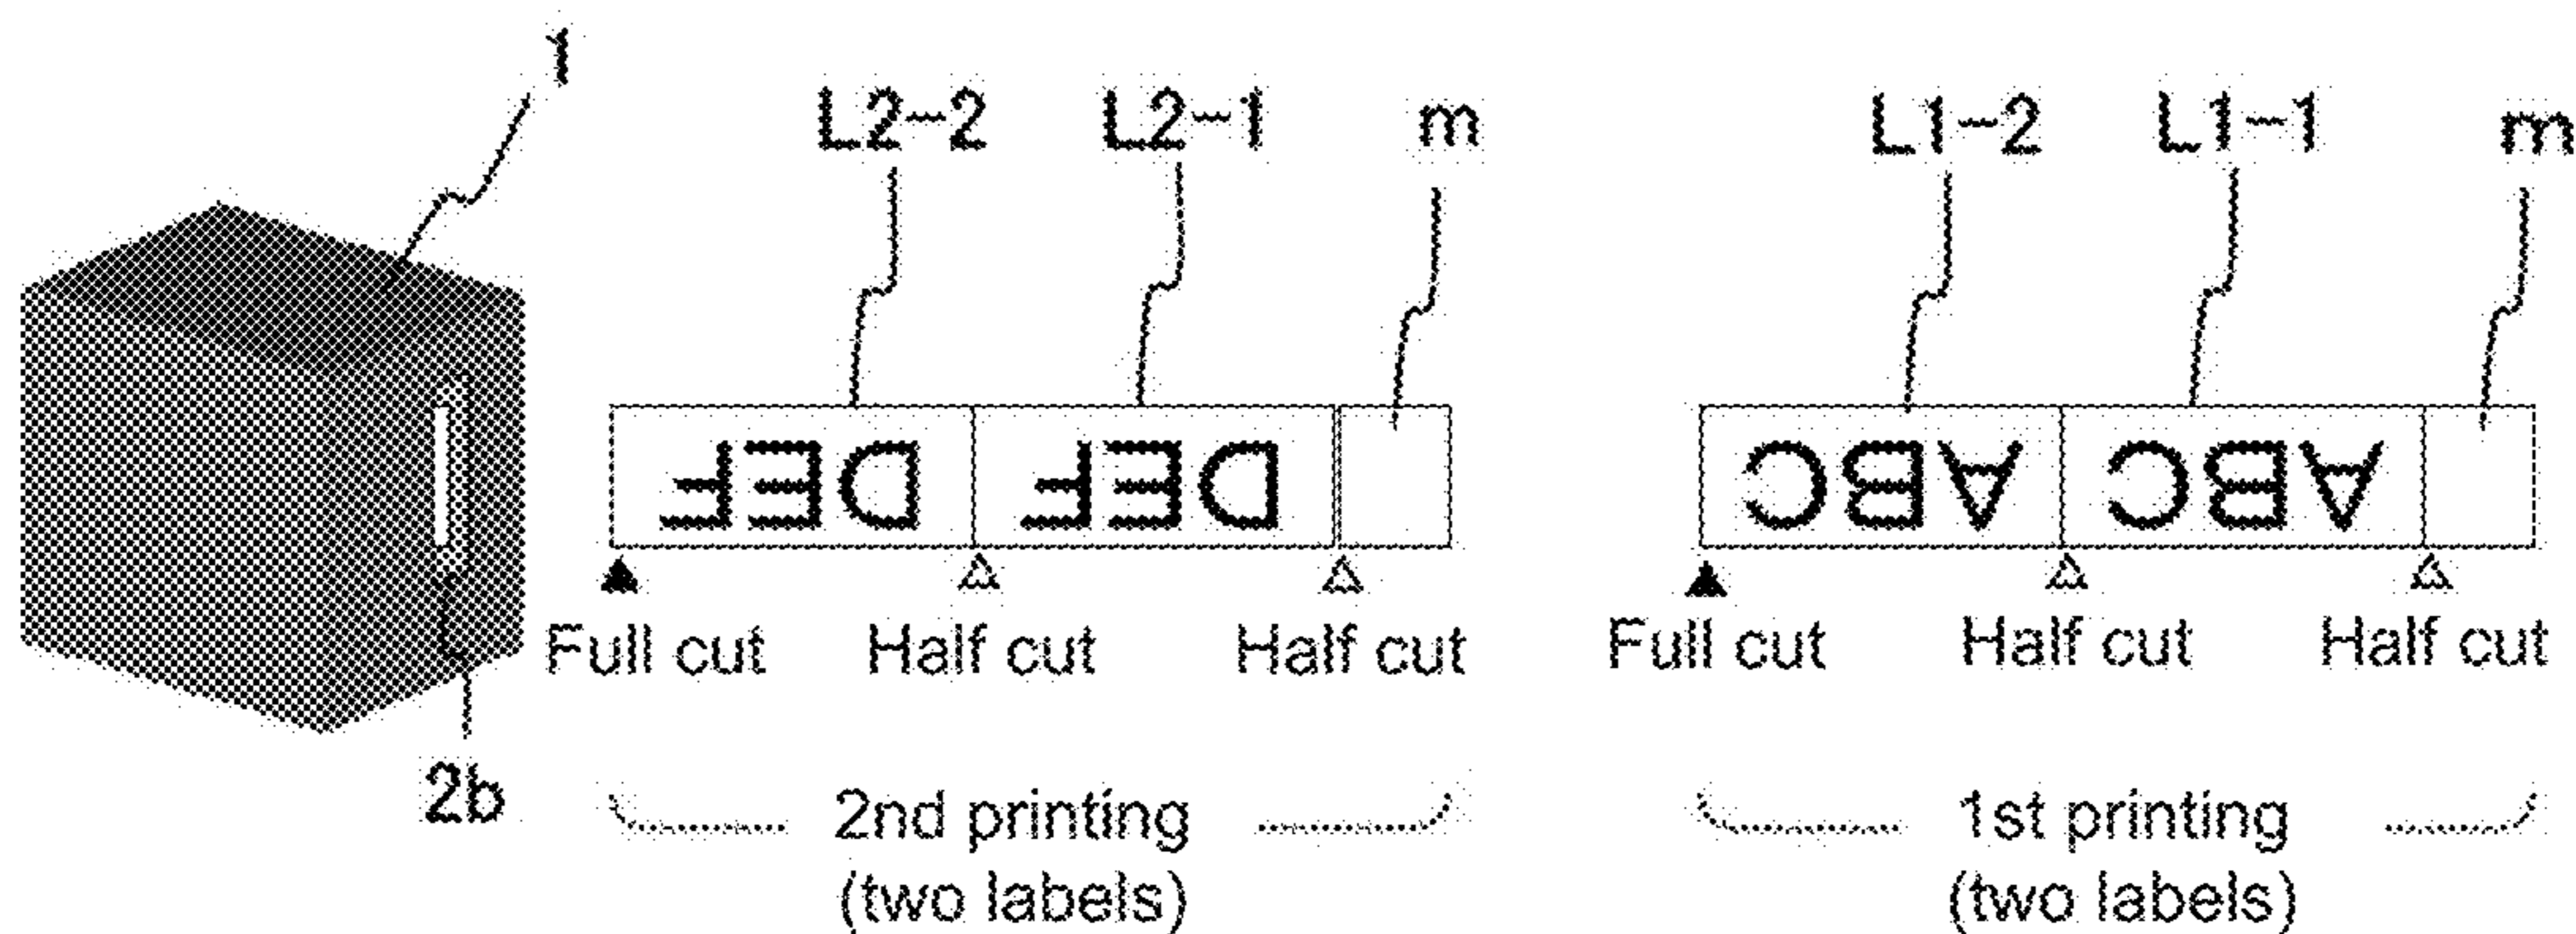 1
L2-2 L2-1 m L1-2 L1-1 m
DEF DEF ABC ABC
Full cut Half cut Half cut Full cut Half cut Half cut
2b
2nd printing 1st printing
(two labels) (two labels)